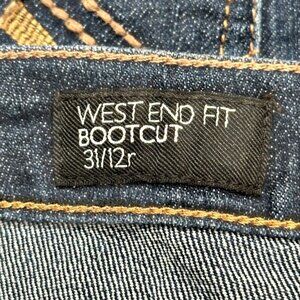 WEST END FIT
BOOTCUT
31/12r